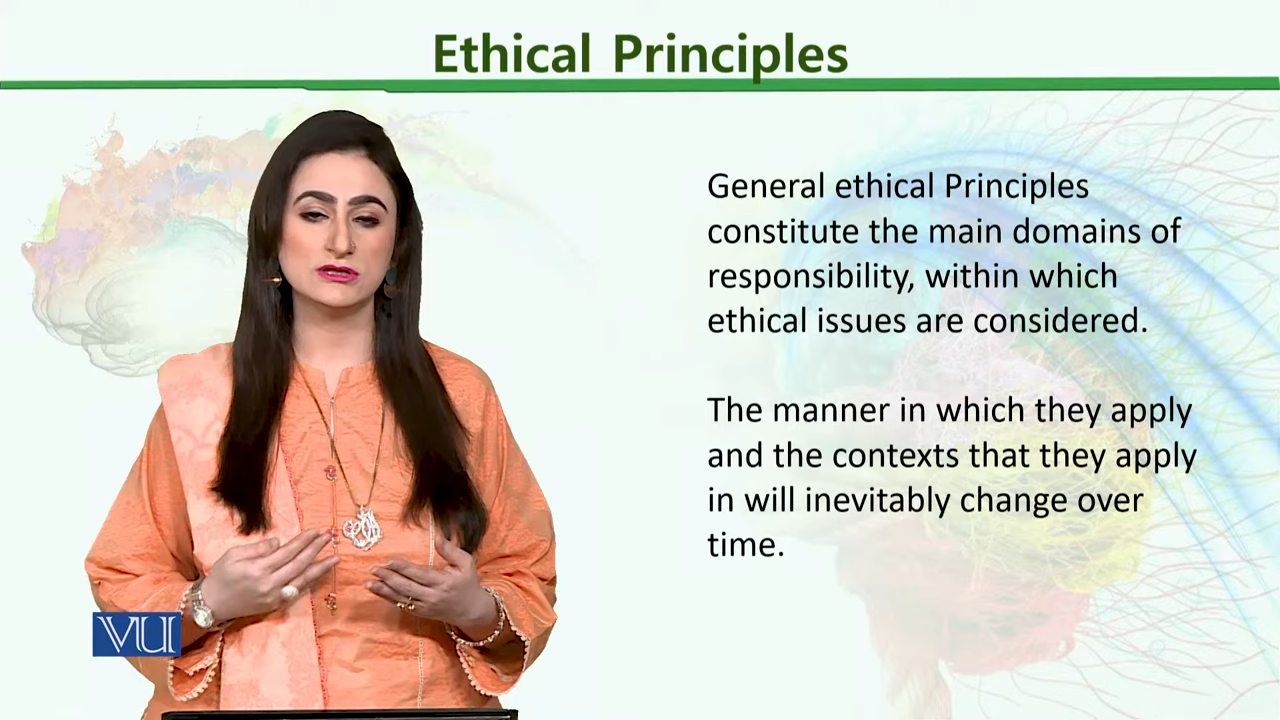 Ethical Principles
General ethical Principles
constitute the main domains of
responsibility, within which
ethical issues are considered.
The manner in which they apply
and the contexts that they apply
in will inevitably change over
time.
VU